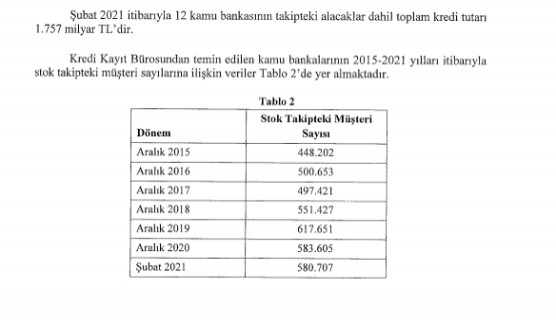 Şubat 2021 itibarıyla 12 kamu bankasının takipteki alacaklar dahil toplam kredi tutarı
1.757 milyar TL'dir.
Kredi Kayıt Bürosundan temin edilen kamu bankalarının 2015-2021 yılları itibarıyla
stok takipteki müşteri sayılarına ilişkin veriler Tablo 2'de yer almaktadır.
Tablo 2
Dönem Stok Takipteki Müşteri
Sayısı
Aralık 2015 448.202
Aralık 2016 500.653
Aralık 2017 497.421
Aralık 2018 551.427
Aralık 2019 617.651
Aralık 2020 583.605
Şubat 2021 580.707